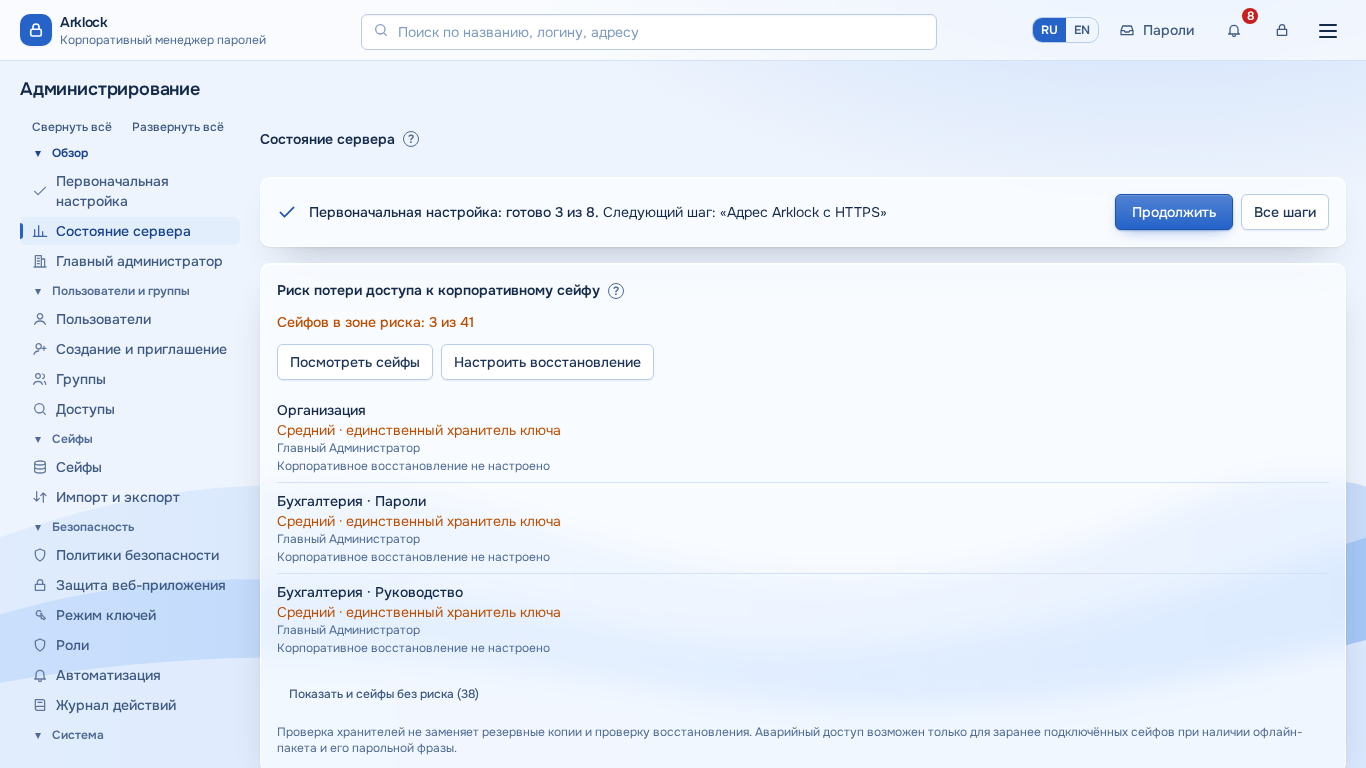 Arklock
Корпоративный менеджер паролей
Поиск по названию, логину, адресу
RU EN
Пароли
8
Администрирование
Свернуть всё Развернуть всё
▼ Обзор
Первоначальная
настройка
Состояние сервера
Главный администратор
▼ Пользователи и группы
Пользователи
Создание и приглашение
Группы
Доступы
▼ Сейфы
Сейфы
Импорт и экспорт
▼ Безопасность
Политики безопасности
Защита веб-приложения
Режим ключей
Роли
Автоматизация
Журнал действий
▼ Система
Состояние сервера ?
Первоначальная настройка: готово 3 из 8. Следующий шаг: «Адрес Arklock с HTTPS»
Продолжить Все шаги
Риск потери доступа к корпоративному сейфу ?
Сейфов в зоне риска: 3 из 41
Посмотреть сейфы Настроить восстановление
Организация
Средний · единственный хранитель ключа
Главный Администратор
Корпоративное восстановление не настроено
Бухгалтерия · Пароли
Средний · единственный хранитель ключа
Главный Администратор
Корпоративное восстановление не настроено
Бухгалтерия · Руководство
Средний · единственный хранитель ключа
Главный Администратор
Корпоративное восстановление не настроено
Показать и сейфы без риска (38)
Проверка хранителей не заменяет резервные копии и проверку восстановления. Аварийный доступ возможен только для заранее подключённых сейфов при наличии офлайн-
пакета и его парольной фразы.